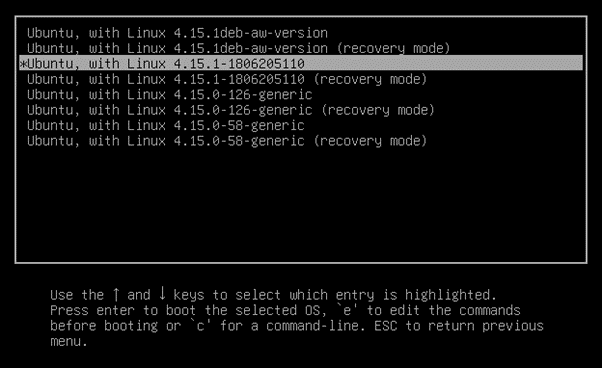 Ubuntu, with Linux 4.15.1deb-aw-version
Ubuntu, with Linux 4.15.1deb-aw-version (recovery mode)
*Ubuntu, with Linux 4.15.1-1806205110
Ubuntu, with Linux 4.15.1-1806205110 (recovery mode)
Ubuntu, with Linux 4.15.0-126-generic
Ubuntu, with Linux 4.15.0-126-generic (recovery mode)
Ubuntu, with Linux 4.15.0-58-generic
Ubuntu, with Linux 4.15.0-58-generic (recovery mode)
Use the ↑ and ↓ keys to select which entry is highlighted.
Press enter to boot the selected OS, `e' to edit the commands
before booting or `c' for a command-line. ESC to return previous
menu.